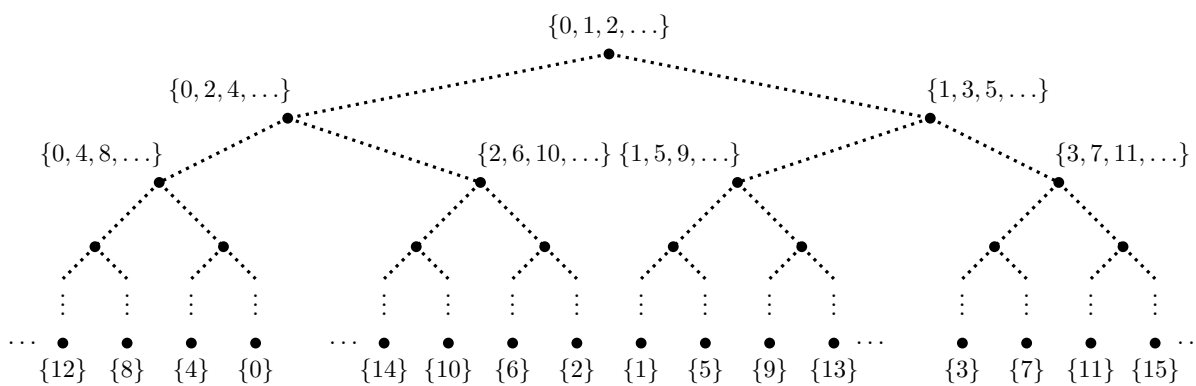 {0, 1, 2, . . .}
{0, 2, 4, . . .} {1, 3, 5, . . .}
{0, 4, 8, . . .} {2, 6, 10, . . .} {1, 5, 9, . . .} {3, 7, 11, . . .}
⋮ ⋮ ⋮ ⋮ ⋮ ⋮ ⋮ ⋮ ⋮ ⋮ ⋮ ⋮ ⋮ ⋮ ⋮ ⋮
· · · · · · · · · · ·
{12} {8} {4} {0} {14} {10} {6} {2} {1} {5} {9} {13} {3} {7} {11} {15}